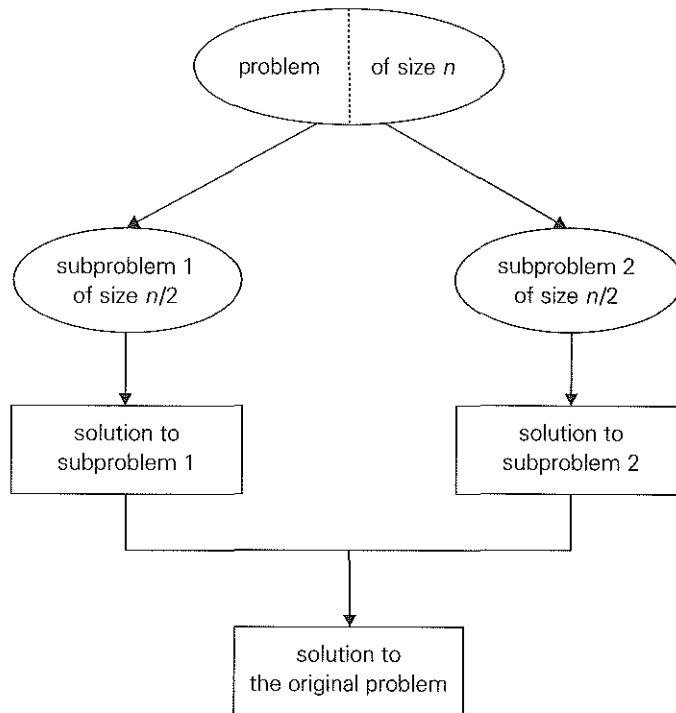 problem of size n
subproblem 1
of size n/2
subproblem 2
of size n/2
solution to
subproblem 1
solution to
subproblem 2
solution to
the original problem